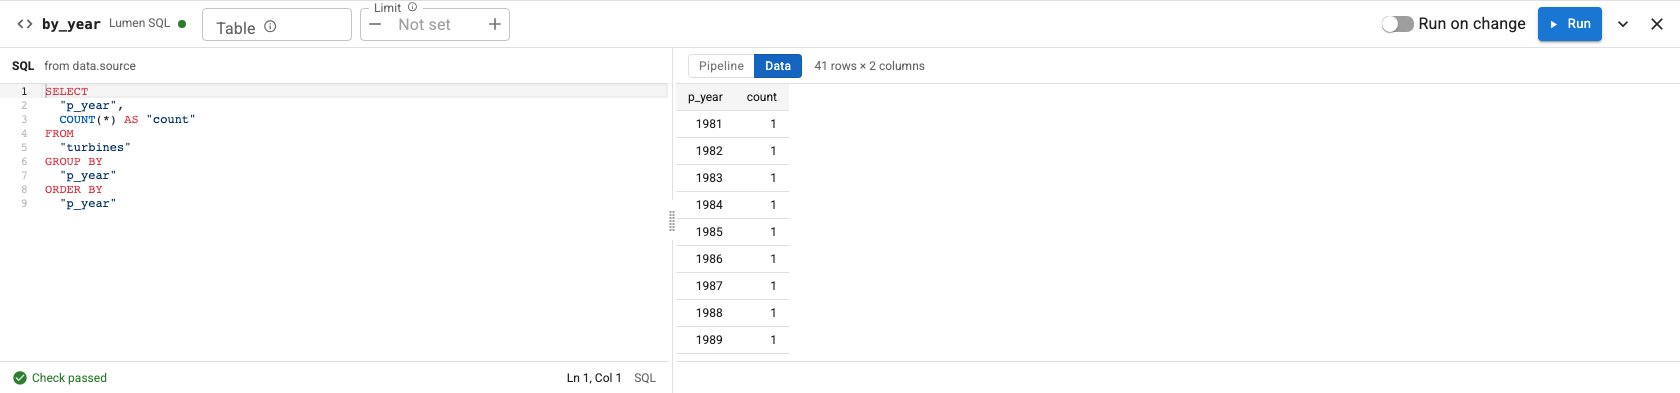 by_year Lumen SQL Table Limit Not set Run on change Run
SQL from data.source Pipeline Data 41 rows × 2 columns
1 SELECT
2 "p_year",
3 COUNT(*) AS "count"
4 FROM
5 "turbines"
6 GROUP BY
7 "p_year"
8 ORDER BY
9 "p_year"
p_year count
1981 1
1982 1
1983 1
1984 1
1985 1
1986 1
1987 1
1988 1
1989 1
Check passed Ln 1, Col 1 SQL